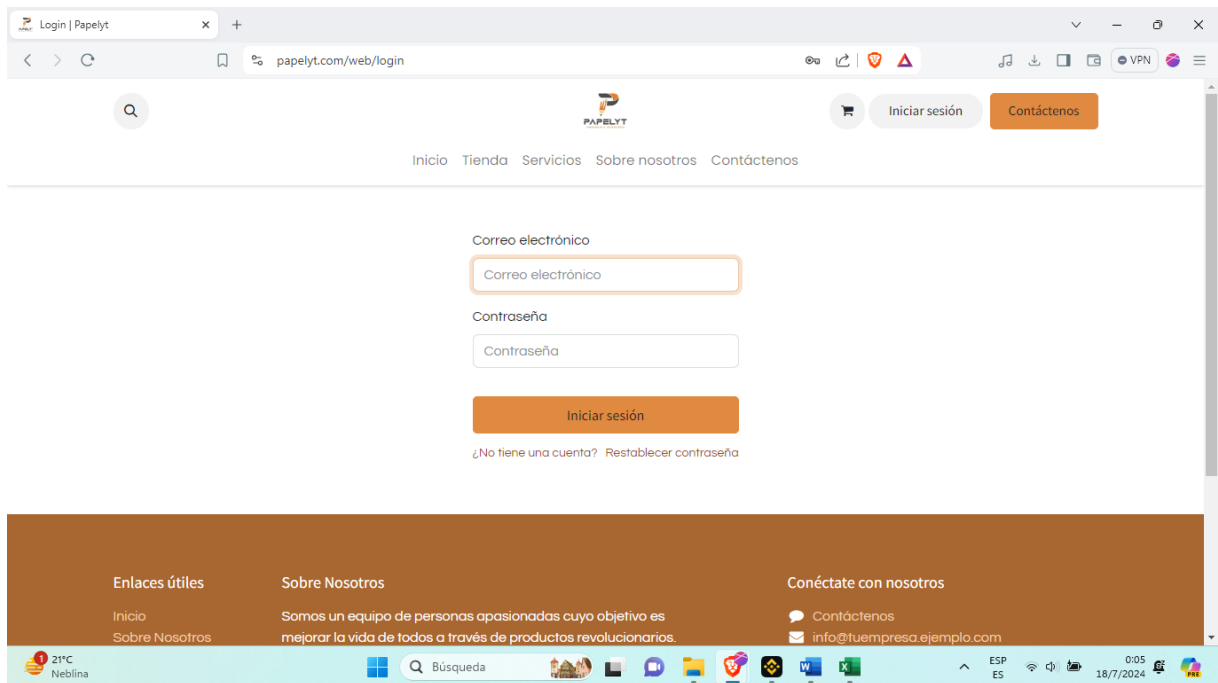 Login | Papelyt
papelyt.com/web/login
VPN
PAPELYT
Iniciar sesión
Contáctenos
Inicio Tienda Servicios Sobre nosotros Contáctenos
Correo electrónico
Correo electrónico
Contraseña
Contraseña
Iniciar sesión
¿No tiene una cuenta? Restablecer contraseña
Enlaces útiles
Inicio
Sobre Nosotros
Sobre Nosotros
Somos un equipo de personas apasionadas cuyo objetivo es
mejorar la vida de todos a través de productos revolucionarios.
Conéctate con nosotros
Contáctenos
info@tuempresa.ejemplo.com
1
21°C
Neblina
Búsqueda
ESP
ES
0:05
18/7/2024
PRE